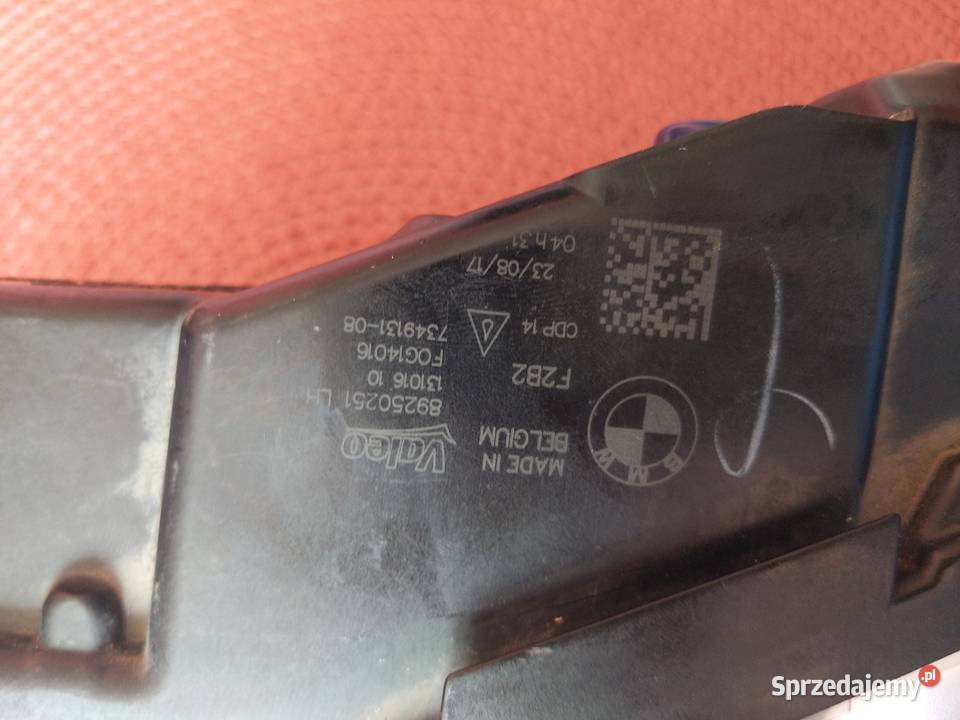 BMW
MADE IN
BELGIUM
Valeo
F2B2
89250251 LH
131016 10
FOG14016
7349131-08
CDP 14
23/08/17
04 h 31
Sprzedajemy.pl